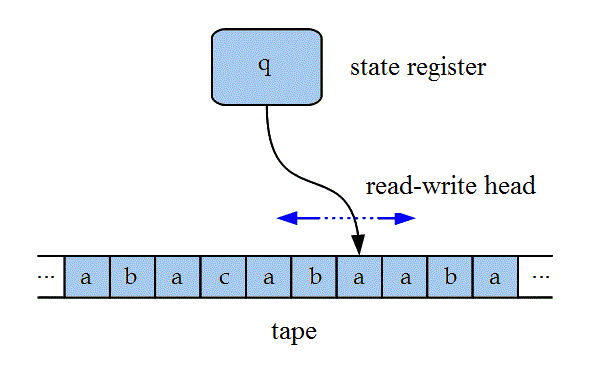 q
state register
read-write head
... a b a c a b a a b a ...
tape